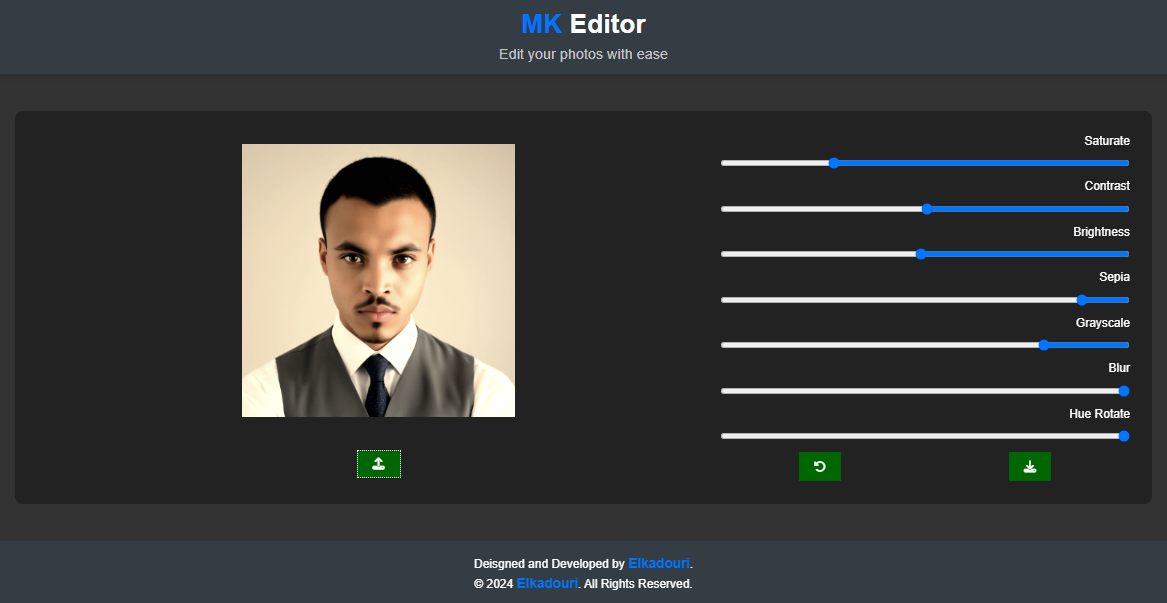 MK Editor
Edit your photos with ease
Saturate
Contrast
Brightness
Sepia
Grayscale
Blur
Hue Rotate
Deisgned and Developed by Elkadouri.
© 2024 Elkadouri. All Rights Reserved.